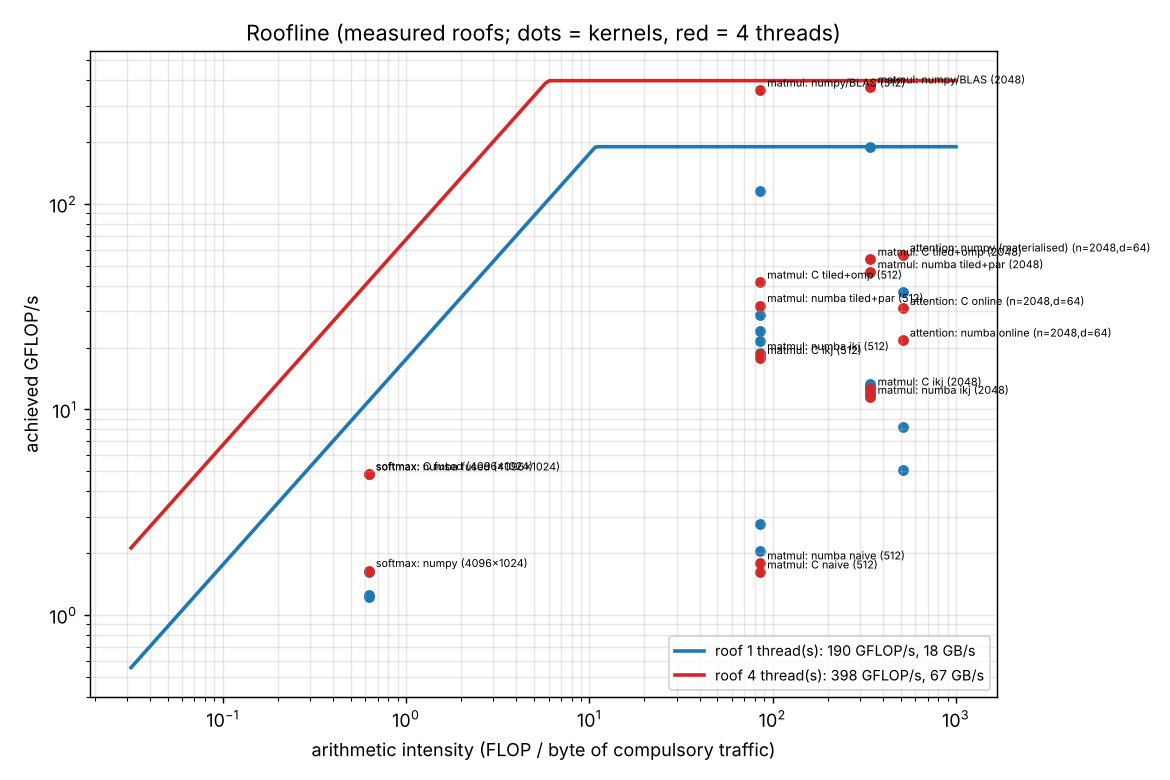 Roofline (measured roofs; dots = kernels, red = 4 threads)
achieved GFLOP/s
10²
10¹
10⁰
matmul: numpy/BLAS (512)
matmul: numpy/BLAS (2048)
attention: numpy (materialised) (n=2048,d=64)
matmul: C tiled+omp (2048)
matmul: numba tiled+par (2048)
matmul: C tiled+omp (512)
matmul: numba tiled+par (512)
attention: C online (n=2048,d=64)
attention: numba online (n=2048,d=64)
matmul: numba ikj (512)
matmul: C ikj (512)
matmul: C ikj (2048)
matmul: numba ikj (2048)
softmax: (4096×1024)
softmax: numpy (4096×1024)
matmul: numba naive (512)
matmul: C naive (512)
roof 1 thread(s): 190 GFLOP/s, 18 GB/s
roof 4 thread(s): 398 GFLOP/s, 67 GB/s
10⁻¹
10⁰
10¹
10²
10³
arithmetic intensity (FLOP / byte of compulsory traffic)